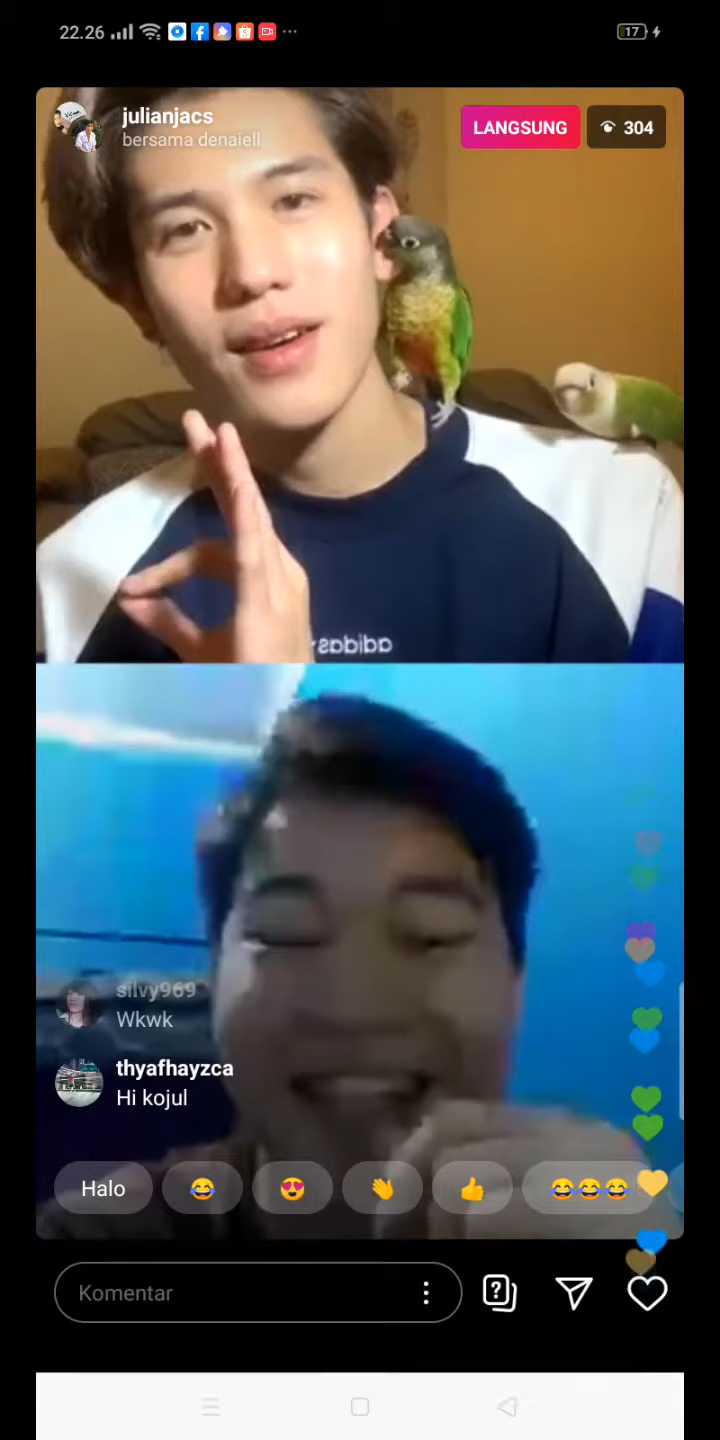 22.26
17
julianjacs
bersama denaiell
LANGSUNG
304
adidas
silvy969
Wkwk
thyafhayzca
Hi kojul
Halo
Komentar